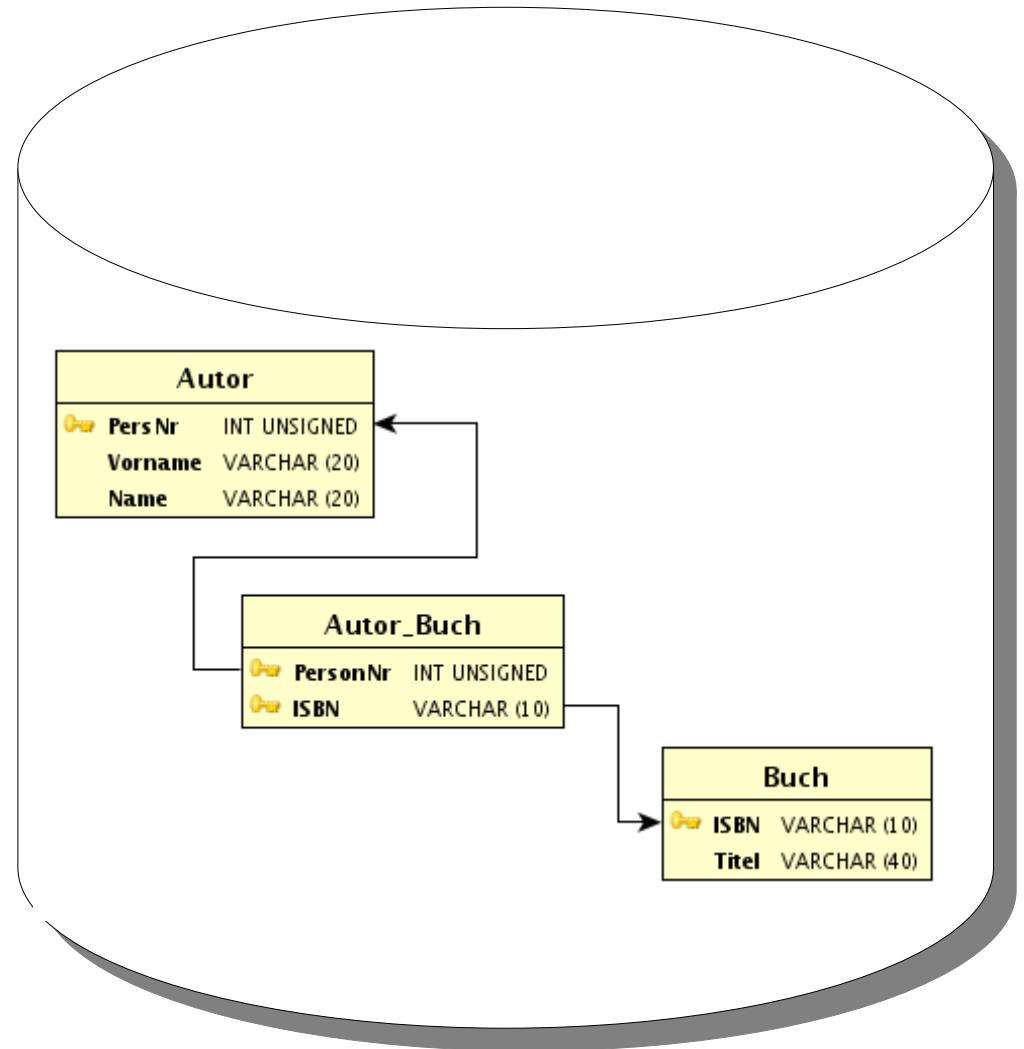 Autor
PersNr INT UNSIGNED
Vorname VARCHAR (20)
Name VARCHAR (20)
Autor_Buch
PersonNr INT UNSIGNED
ISBN VARCHAR (10)
Buch
ISBN VARCHAR (10)
Titel VARCHAR (40)